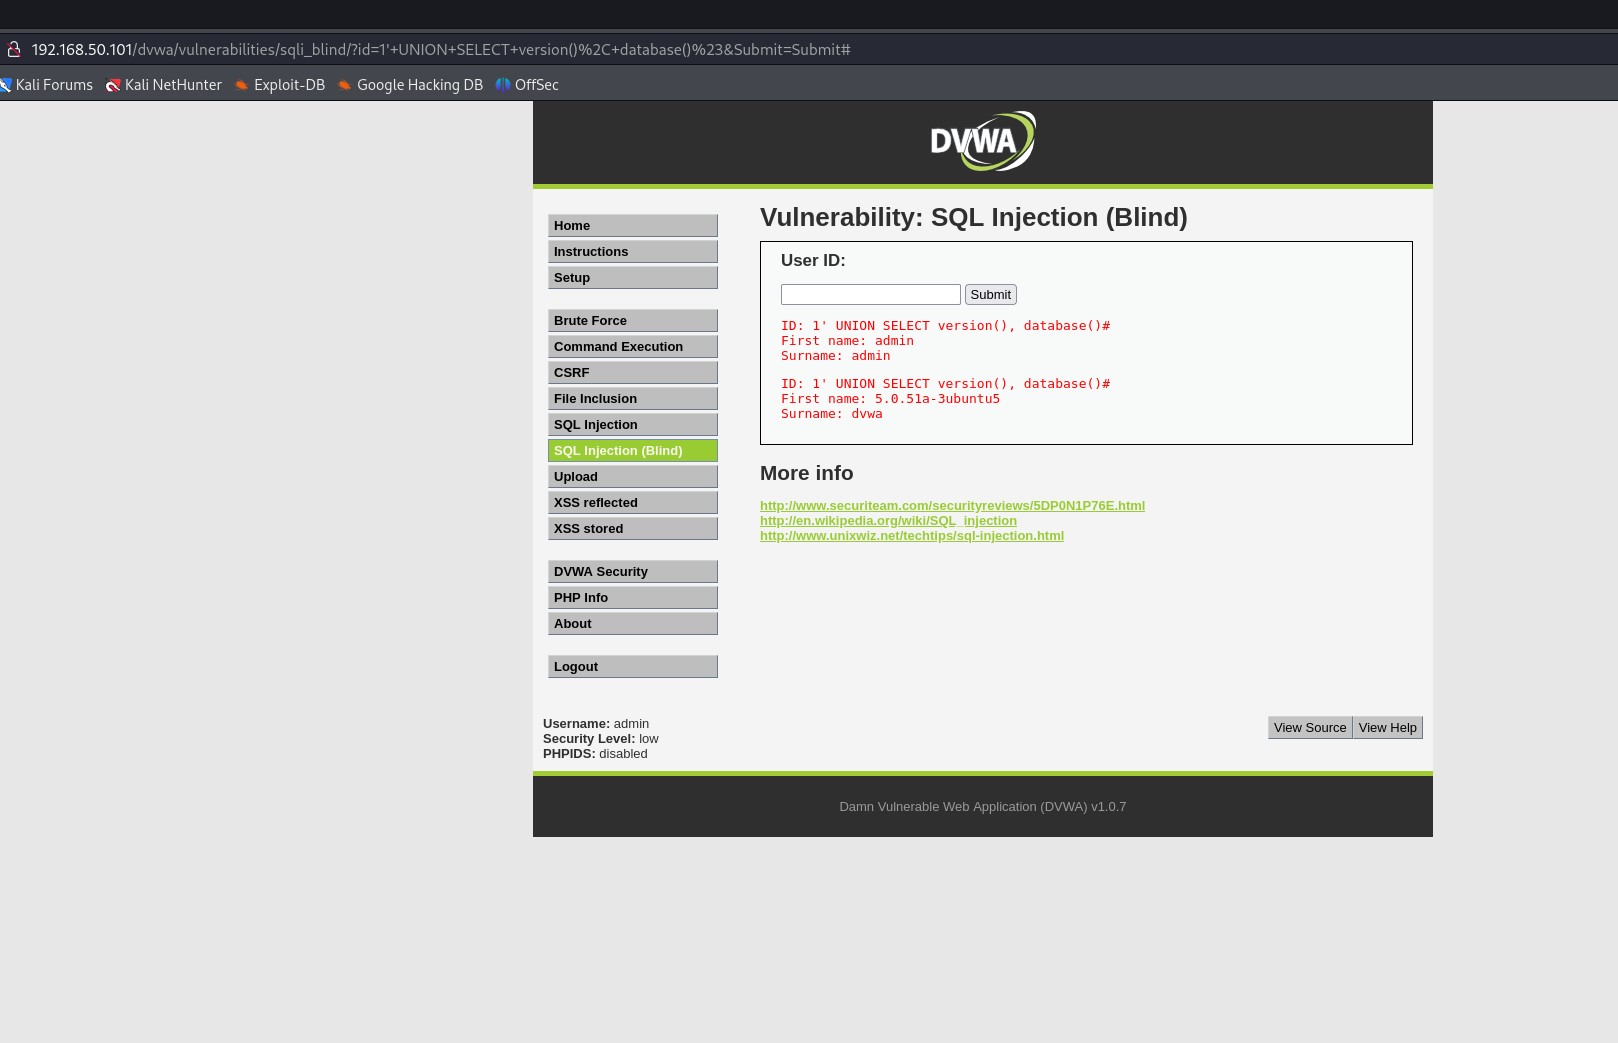 192.168.50.101/dvwa/vulnerabilities/sqli_blind/?id=1'+UNION+SELECT+version()%2C+database()%23&Submit=Submit#
Kali Forums Kali NetHunter Exploit-DB Google Hacking DB OffSec
DVWA
Home
Instructions
Setup
Brute Force
Command Execution
CSRF
File Inclusion
SQL Injection
SQL Injection (Blind)
Upload
XSS reflected
XSS stored
DVWA Security
PHP Info
About
Logout
Vulnerability: SQL Injection (Blind)
User ID:
Submit
ID: 1' UNION SELECT version(), database()#
First name: admin
Surname: admin
ID: 1' UNION SELECT version(), database()#
First name: 5.0.51a-3ubuntu5
Surname: dvwa
More info
http://www.securiteam.com/securityreviews/5DP0N1P76E.html
http://en.wikipedia.org/wiki/SQL_injection
http://www.unixwiz.net/techtips/sql-injection.html
Username: admin
Security Level: low
PHPIDS: disabled
View Source View Help
Damn Vulnerable Web Application (DVWA) v1.0.7